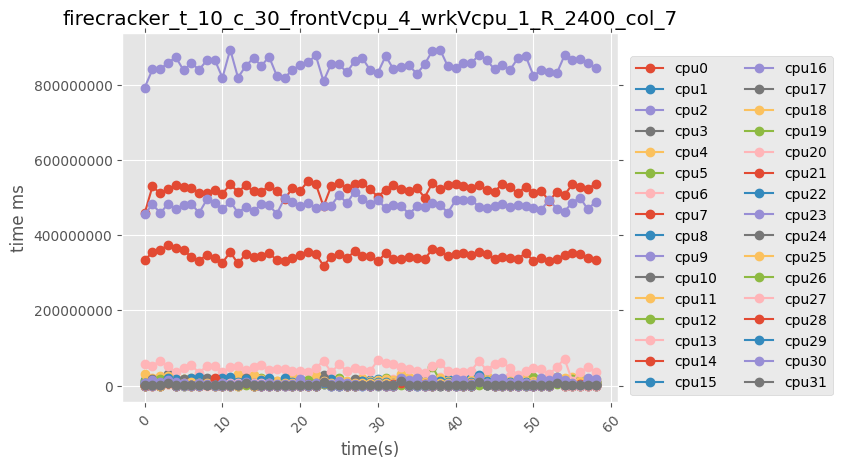 firecracker_t_10_c_30_frontVcpu_4_wrkVcpu_1_R_2400_col_7
800000000
600000000
400000000
200000000
0
time ms
0
10
20
30
40
50
60
time(s)
cpu0
cpu1
cpu2
cpu3
cpu4
cpu5
cpu6
cpu7
cpu8
cpu9
cpu10
cpu11
cpu12
cpu13
cpu14
cpu15
cpu16
cpu17
cpu18
cpu19
cpu20
cpu21
cpu22
cpu23
cpu24
cpu25
cpu26
cpu27
cpu28
cpu29
cpu30
cpu31